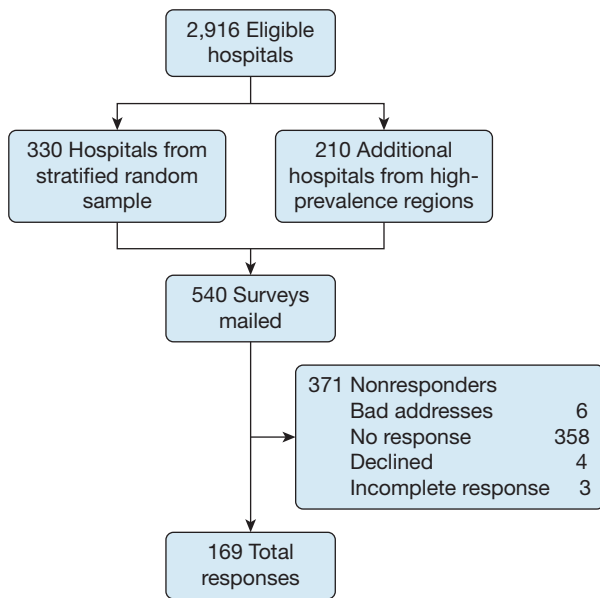 2,916 Eligible
hospitals
330 Hospitals from
stratified random
sample
210 Additional
hospitals from high-
prevalence regions
540 Surveys
mailed
371 Nonresponders
Bad addresses 6
No response 358
Declined 4
Incomplete response 3
169 Total
responses